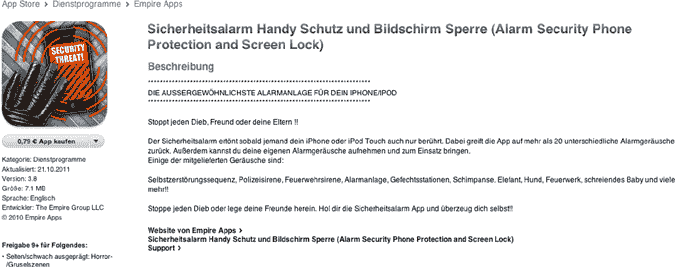 App Store > Dienstprogramme > Empire Apps
SECURITY
THREAT!
0,79 € App kaufen
Kategorie: Dienstprogramme
Aktualisiert: 21.10.2011
Version: 3.8
Größe: 7.1 MB
Sprache: Englisch
Entwickler: The Empire Group LLC
© 2010 Empire Apps
Freigabe 9+ für Folgendes:
• Selten/schwach ausgeprägt: Horror-
/Gruselszenen
Sicherheitsalarm Handy Schutz und Bildschirm Sperre (Alarm Security Phone
Protection and Screen Lock)
Beschreibung
DIE AUSSERGEWÖHNLICHSTE ALARMANLAGE FÜR DEIN IPHONE/IPOD
Stoppt jeden Dieb, Freund oder deine Eltern !!
Der Sicherheitsalarm ertönt sobald jemand dein iPhone oder iPod Touch auch nur berührt. Dabei greift die App auf mehr als 20 unterschiedliche Alarmgeräusche
zurück. Außerdem kannst du deine eigenen Alarmgeräusche aufnehmen und zum Einsatz bringen.
Einige der mitgelieferten Geräusche sind:
Selbstzerstörungssequenz, Polizeisirene, Feuerwehrsirene, Alarmanlage, Gefechtsstationen, Schimpanse, Elefant, Hund, Feuerwerk, schreiendes Baby und viele
mehr!!
Stoppe jeden Dieb oder lege deine Freunde herein. Hol dir die Sicherheitsalarm App und überzeug dich selbst!!
Website von Empire Apps >
Sicherheitsalarm Handy Schutz und Bildschirm Sperre (Alarm Security Phone Protection and Screen Lock)
Support >